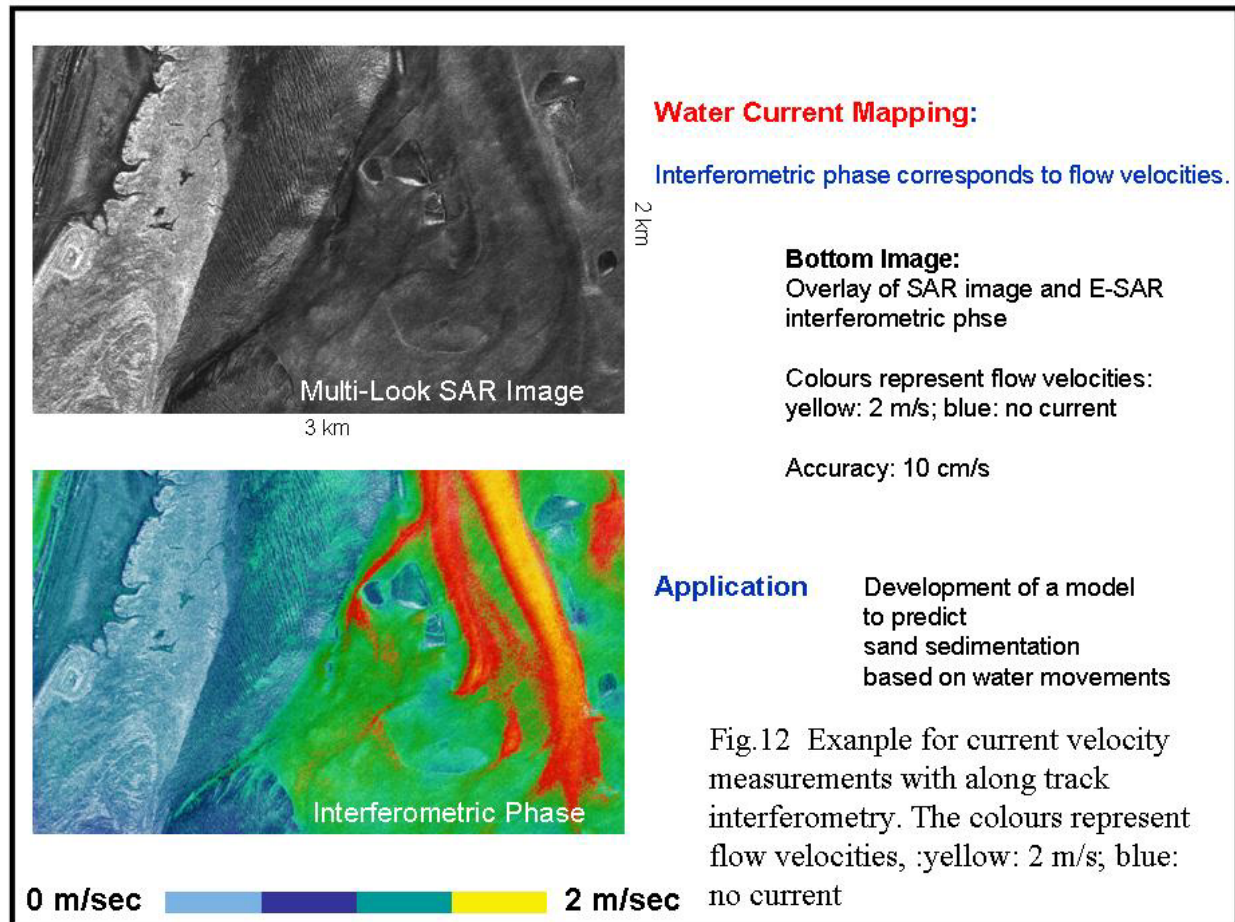 Multi-Look SAR Image
3 km
2 km
Interferometric Phase
0 m/sec
2 m/sec
Water Current Mapping:
Interferometric phase corresponds to flow velocities.
Bottom Image:
Overlay of SAR image and E-SAR
interferometric phse
Colours represent flow velocities:
yellow: 2 m/s; blue: no current
Accuracy: 10 cm/s
Application
Development of a model
to predict
sand sedimentation
based on water movements
Fig.12 Exanple for current velocity
measurements with along track
interferometry. The colours represent
flow velocities, :yellow: 2 m/s; blue:
no current